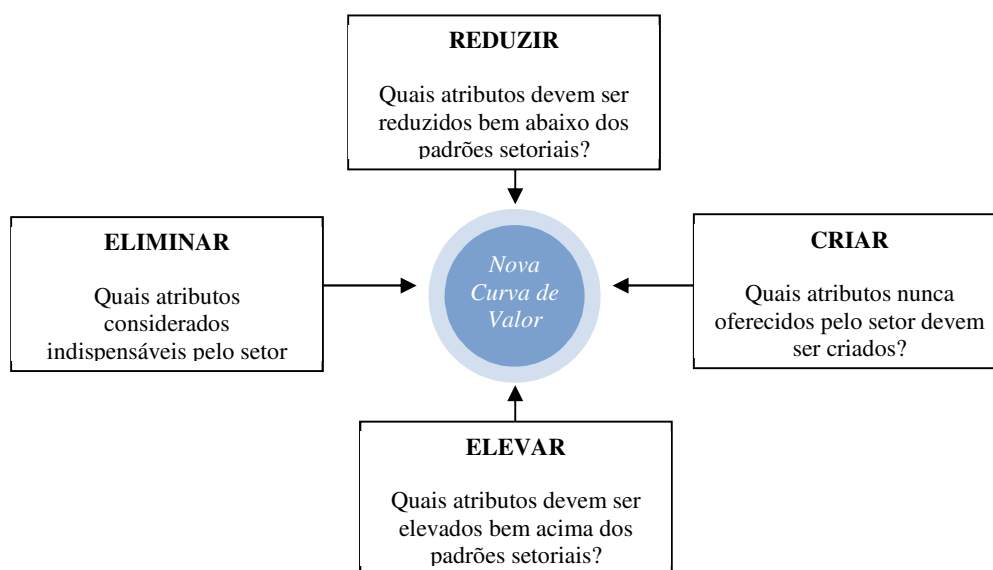 REDUZIR
Quais atributos devem ser
reduzidos bem abaixo dos
padrões setoriais?
ELIMINAR
Quais atributos
considerados
indispensáveis pelo setor
Nova
Curva de
Valor
CRIAR
Quais atributos nunca
oferecidos pelo setor devem
ser criados?
ELEVAR
Quais atributos devem ser
elevados bem acima dos
padrões setoriais?